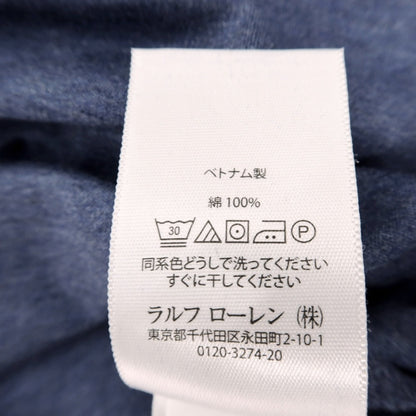 ベトナム製
綿 100%
30 P
同系色どうしで洗ってください
すぐに干してください
ラルフ ローレン (株)
東京都千代田区永田町2-10-1
0120-3274-20